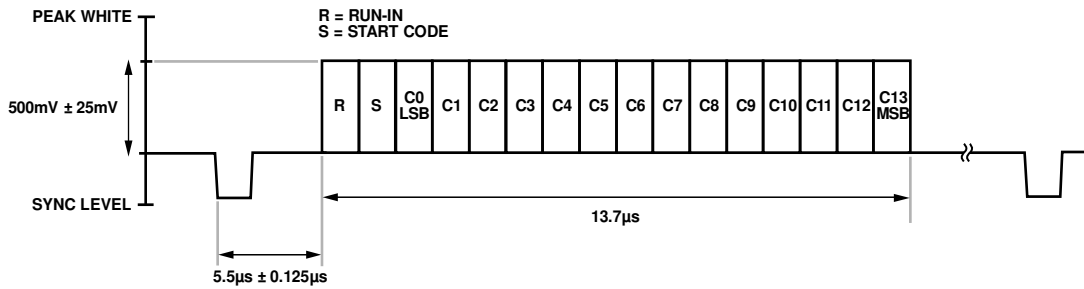 PEAK WHITE
R = RUN-IN
S = START CODE
500mV ± 25mV
R
S
C0
LSB
C1
C2
C3
C4
C5
C6
C7
C8
C9
C10
C11
C12
C13
MSB
SYNC LEVEL
13.7µs
5.5µs ± 0.125µs